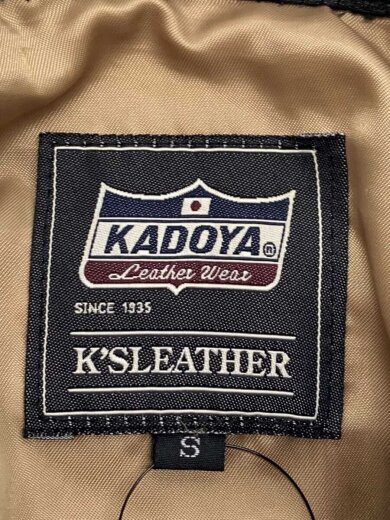 KADOYA®
Leather Wear
SINCE 1935
K'SLEATHER
S